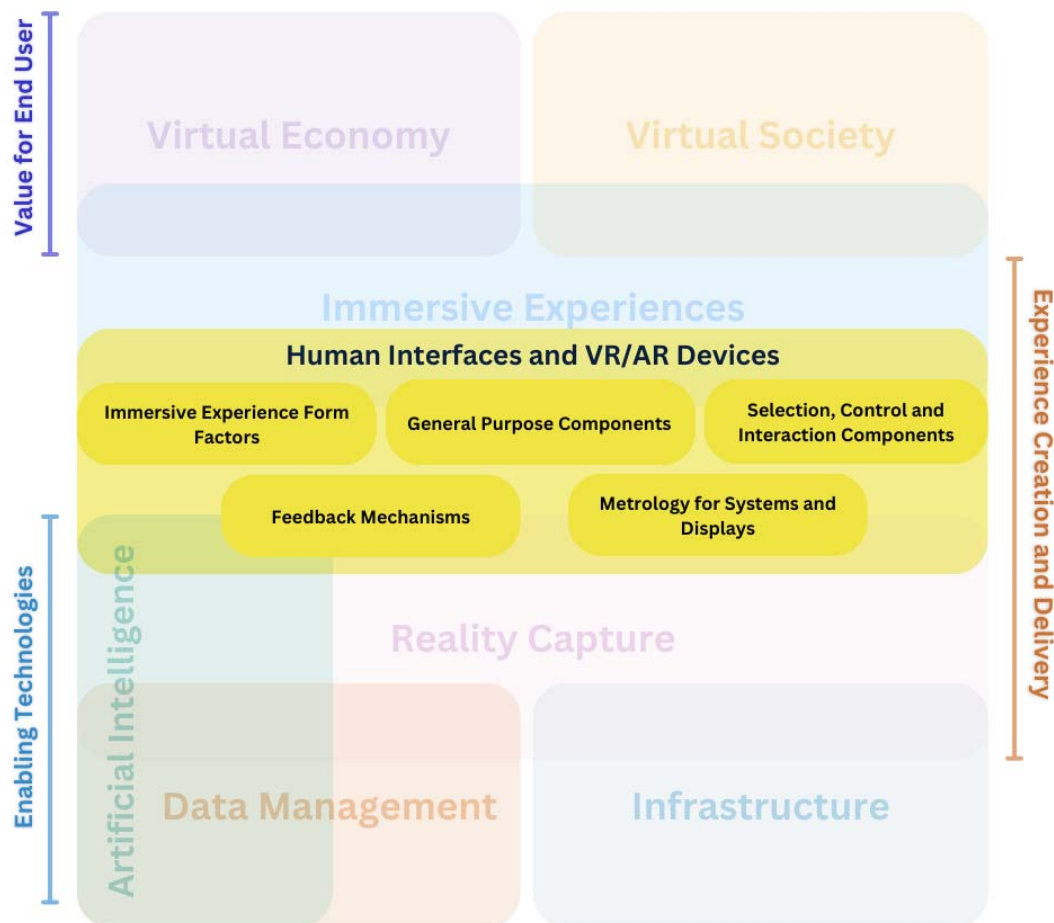 Value for End User
Virtual Economy
Virtual Society
Immersive Experiences
Human Interfaces and VR/AR Devices
Immersive Experience Form
Factors
General Purpose Components
Selection, Control and
Interaction Components
Feedback Mechanisms
Metrology for Systems and
Displays
Experience Creation and Delivery
Enabling Technologies
Artificial Intelligence
Reality Capture
Data Management
Infrastructure